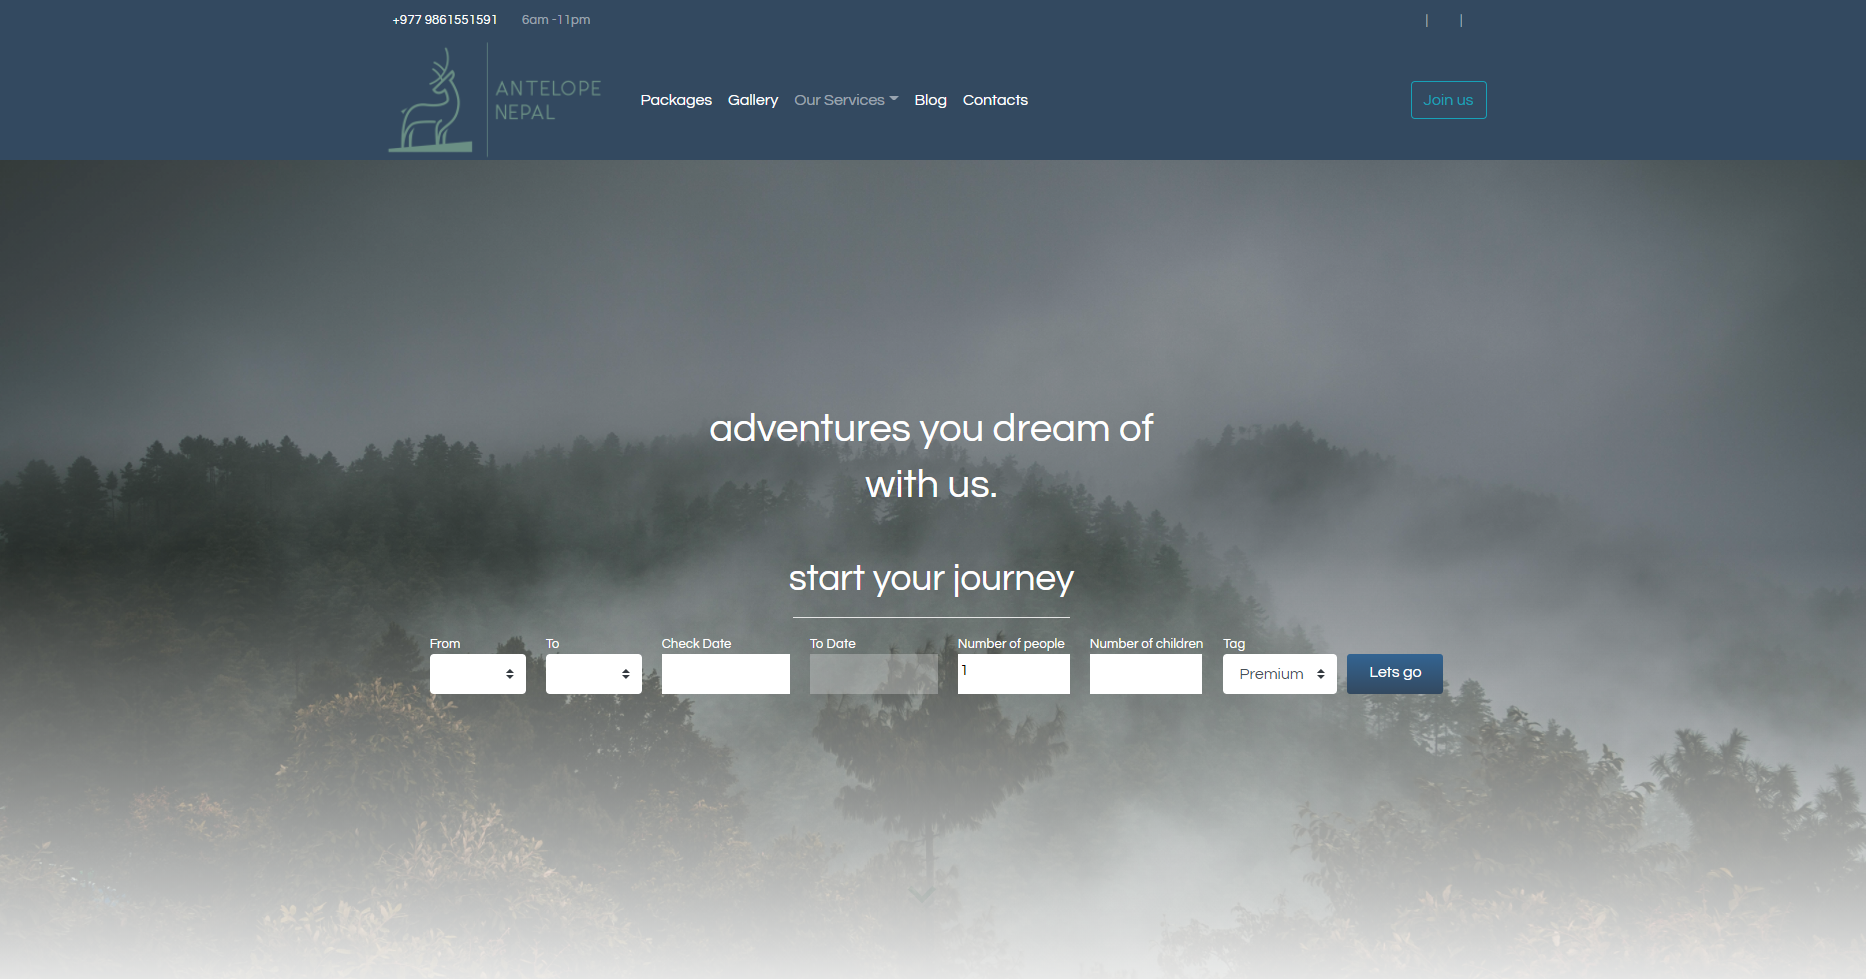 +977 9861551591 6am -11pm | |
ANTELOPE
NEPAL
Packages Gallery Our Services Blog Contacts Join us
adventures you dream of
with us.
start your journey
From To Check Date To Date Number of people Number of children Tag
1 Premium Lets go